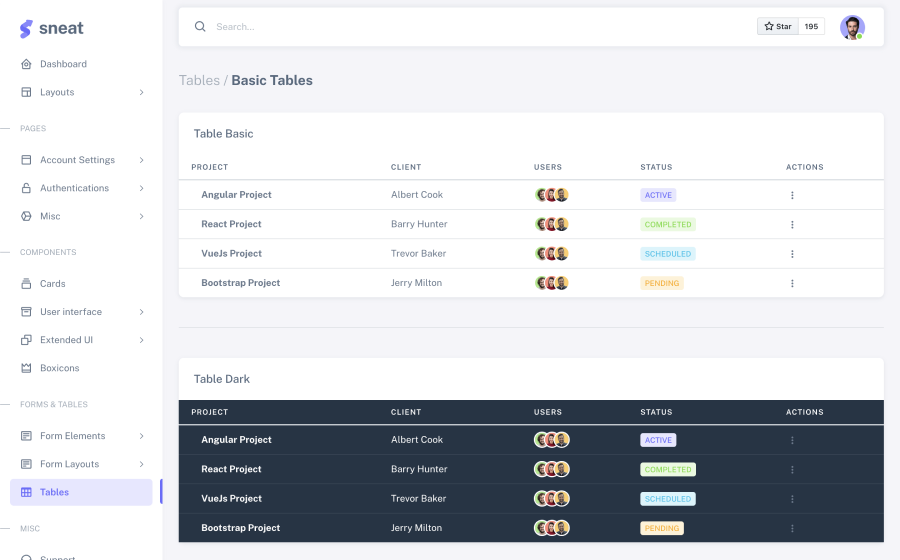 sneat
Dashboard
Layouts
PAGES
Account Settings
Authentications
Misc
COMPONENTS
Cards
User interface
Extended UI
Boxicons
FORMS & TABLES
Form Elements
Form Layouts
Tables
MISC
Support
Search...
Star 195
Tables / Basic Tables
Table Basic
PROJECT CLIENT USERS STATUS ACTIONS
Angular Project Albert Cook ACTIVE
React Project Barry Hunter COMPLETED
VueJs Project Trevor Baker SCHEDULED
Bootstrap Project Jerry Milton PENDING
Table Dark
PROJECT CLIENT USERS STATUS ACTIONS
Angular Project Albert Cook ACTIVE
React Project Barry Hunter COMPLETED
VueJs Project Trevor Baker SCHEDULED
Bootstrap Project Jerry Milton PENDING